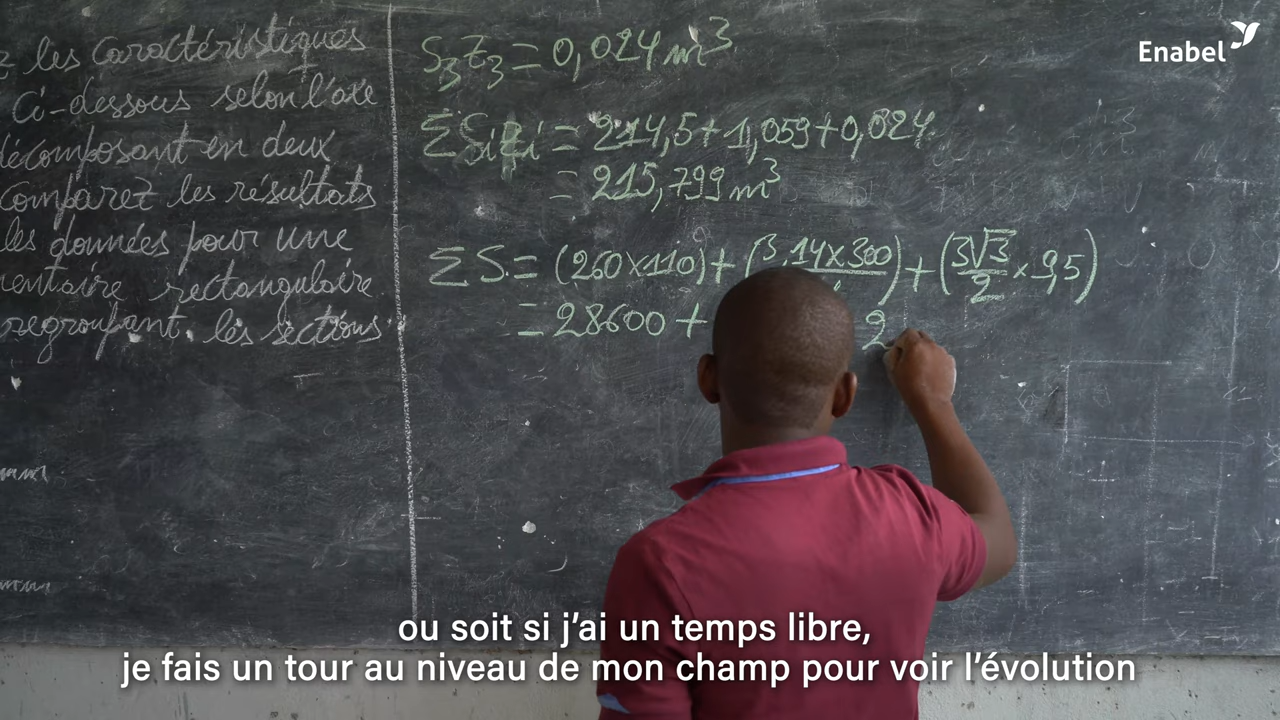 Enabel
z les caractéristiques
Ci-dessous selon l'axe
décomposant en deux
Comparez les résultats
les données pour une
mentaire rectangulaire
regroupant les sections
S₃Z₃ = 0,024 m³
ΣSiZi = 214,5 + 1,059 + 0,024
= 215,799 m³
ΣS = (260×110) + (3,14×300) + (3√3/2 × 9,5)
= 28600 + 2
ou soit si j’ai un temps libre,
je fais un tour au niveau de mon champ pour voir l’évolution